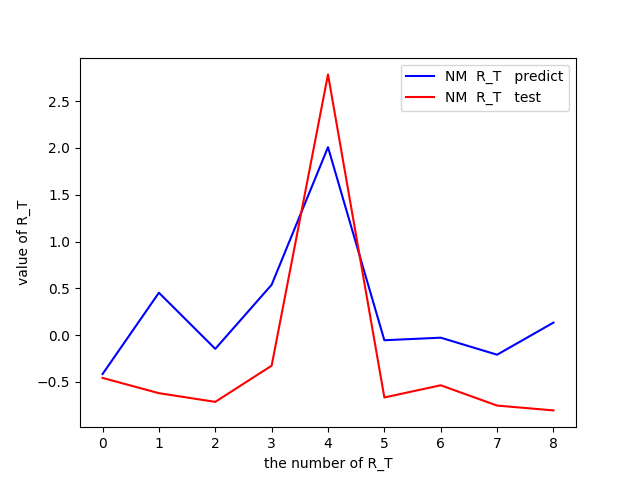 NM  R_T   predict
NM  R_T   test
value of R_T
2.5
2.0
1.5
1.0
0.5
0.0
−0.5
0 1 2 3 4 5 6 7 8
the number of R_T